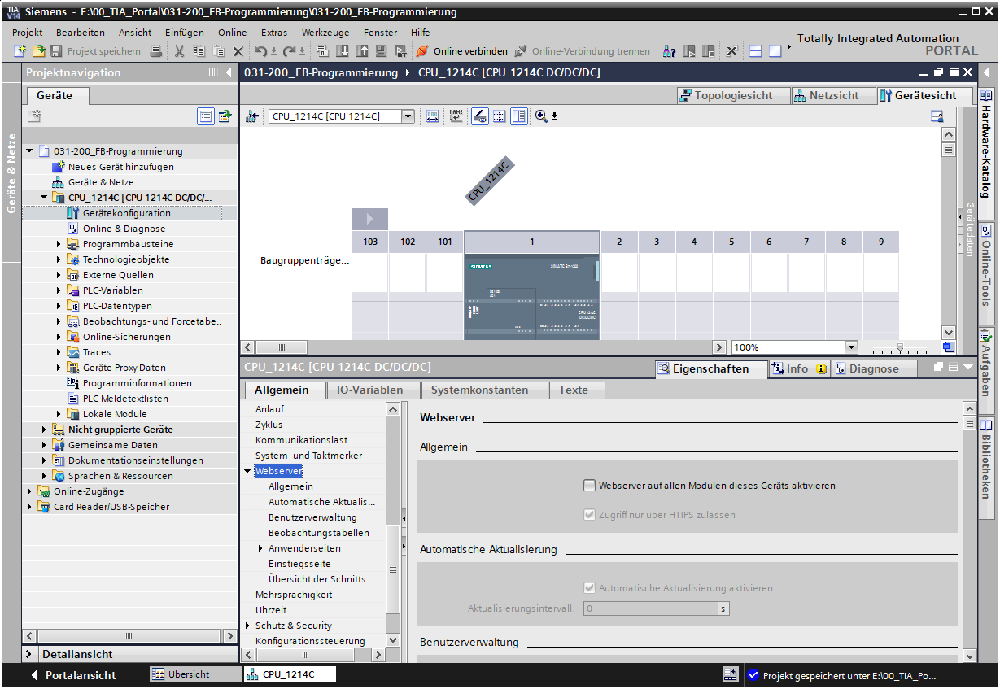 Siemens - E:\00_TIA_Portal\031-200_FB-Programmierung\031-200_FB-Programmierung
Projekt Bearbeiten Ansicht Einfügen Online Extras Werkzeuge Fenster Hilfe
Projekt speichern Online verbinden Online-Verbindung trennen
Totally Integrated Automation
PORTAL
Projektnavigation
031-200_FB-Programmierung CPU_1214C [CPU 1214C DC/DC/DC]
Geräte
Topologiesicht Netzsicht Gerätesicht
CPU_1214C [CPU 1214C]
Geräte & Netze
031-200_FB-Programmierung
Neues Gerät hinzufügen
Geräte & Netze
CPU_1214C [CPU 1214C DC/DC/...
Gerätekonfiguration
Online & Diagnose
Programmbausteine
Technologieobjekte
Externe Quellen
PLC-Variablen
PLC-Datentypen
Beobachtungs- und Forcetabe..
Online-Sicherungen
Traces
Geräte-Proxy-Daten
Programminformationen
PLC-Meldetextlisten
Lokale Module
Nicht gruppierte Geräte
Gemeinsame Daten
Dokumentationseinstellungen
Sprachen & Ressourcen
Online-Zugänge
Card Reader/USB-Speicher
Detailansicht
CPU_1214C
103 102 101 1 2 3 4 5 6 7 8 9
Baugruppenträge...
SIEMENS SIMATIC S7-1200
CPU 1214C
DC/DC/DC
100%
Gerätedaten
Hardware-Katalog
Online-Tools
Aufgaben
Bibliotheken
CPU_1214C [CPU 1214C DC/DC/DC]
Eigenschaften Info Diagnose
Allgemein IO-Variablen Systemkonstanten Texte
Anlauf
Zyklus
Kommunikationslast
System- und Taktmerker
Webserver
Allgemein
Automatische Aktualis...
Benutzerverwaltung
Beobachtungstabellen
Anwenderseiten
Einstiegsseite
Übersicht der Schnitts...
Mehrsprachigkeit
Uhrzeit
Schutz & Security
Konfigurationssteuerung
Webserver
Allgemein
Webserver auf allen Modulen dieses Geräts aktivieren
Zugriff nur über HTTPS zulassen
Automatische Aktualisierung
Automatische Aktualisierung aktivieren
Aktualisierungsintervall: 0 s
Benutzerverwaltung
Portalansicht Übersicht CPU_1214C
Projekt gespeichert unter E:\00_TIA_Po...